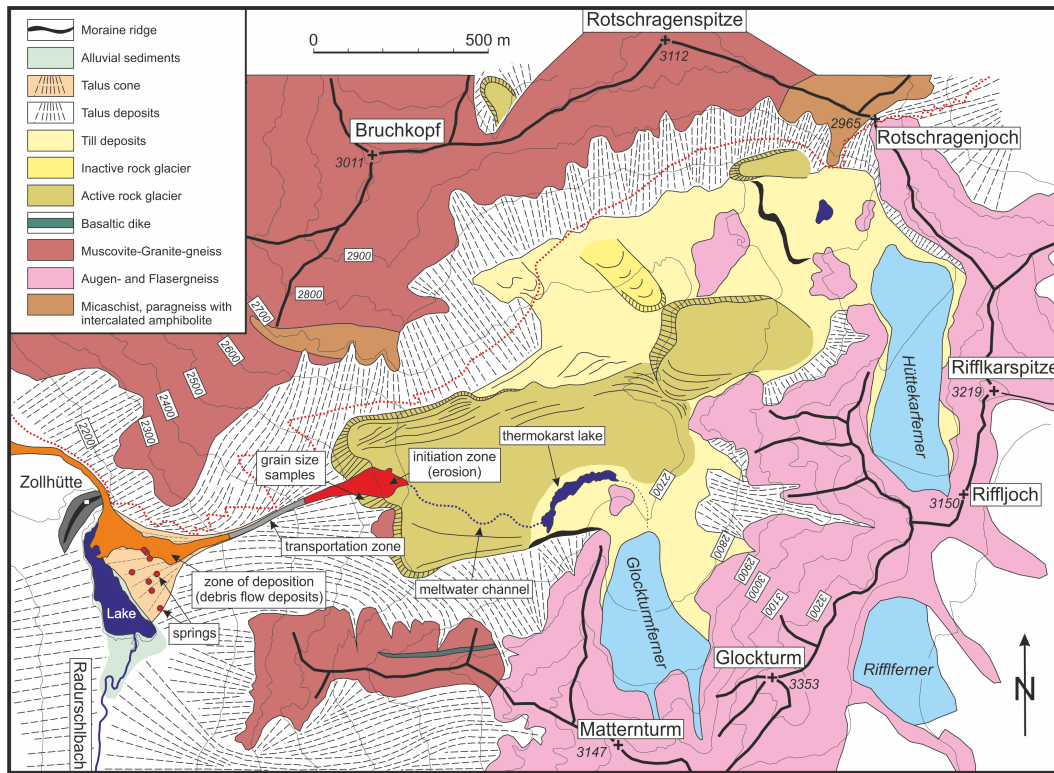 Moraine ridge
Alluvial sediments
Talus cone
Talus deposits
Till deposits
Inactive rock glacier
Active rock glacier
Basaltic dike
Muscovite-Granite-gneiss
Augen- and Flasergneiss
Micaschist, paragneiss with
intercalated amphibolite
0 500 m
Rotschragenspitze
3112
Bruchkopf
3011
2965
Rotschragenjoch
2900
2800
2700
2600
2500
2400
2300
2200
Hüttekarferner
Rifflkarspitze
3219
thermokarst lake
initiation zone
(erosion)
grain size
samples
Zollhütte
2700
Riffljoch
3150
transportation zone
2800
2900
3000
3100
3200
meltwater channel
zone of deposition
(debris flow deposits)
Glockturmferner
Lake
springs
Glockturm
3353
Rifflferner
N
Radurschlbach
Matternturm
3147